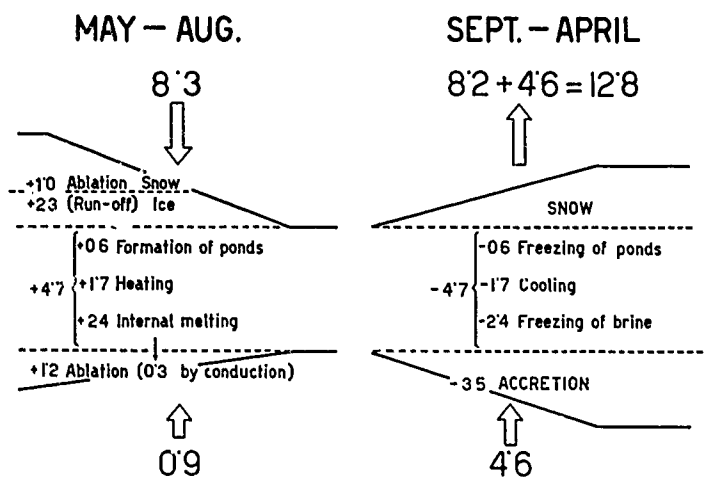 MAY – AUG.
8·3
+1·0 Ablation Snow
+2·3 (Run-off) Ice
+0·6 Formation of ponds
+4·7
+1·7 Heating
+2·4 Internal melting
+1·2 Ablation (0·3 by conduction)
0·9
SEPT. – APRIL
8·2 + 4·6 = 12·8
SNOW
-0·6 Freezing of ponds
-4·7
-1·7 Cooling
-2·4 Freezing of brine
-3·5 ACCRETION
4·6